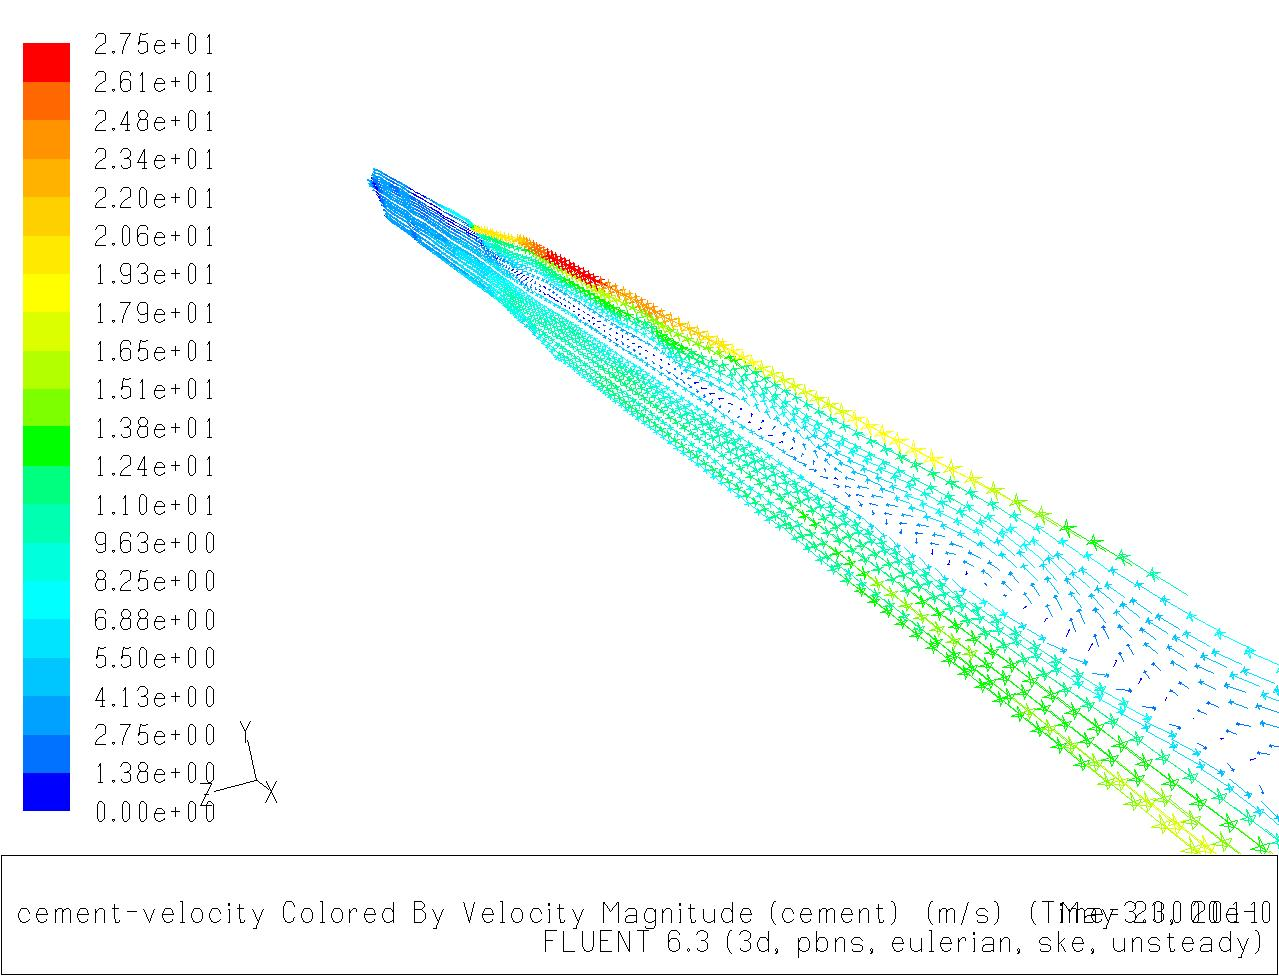 2.75e+01
2.61e+01
2.48e+01
2.34e+01
2.20e+01
2.06e+01
1.93e+01
1.79e+01
1.65e+01
1.51e+01
1.38e+01
1.24e+01
1.10e+01
9.63e+00
8.25e+00
6.88e+00
5.50e+00
4.13e+00
2.75e+00
1.38e+00
0.00e+00
Y
Z
X
cement-velocity Colored By Velocity Magnitude (cement) (m/s)
FLUENT 6.3 (3d, pbns, eulerian, ske, unsteady)